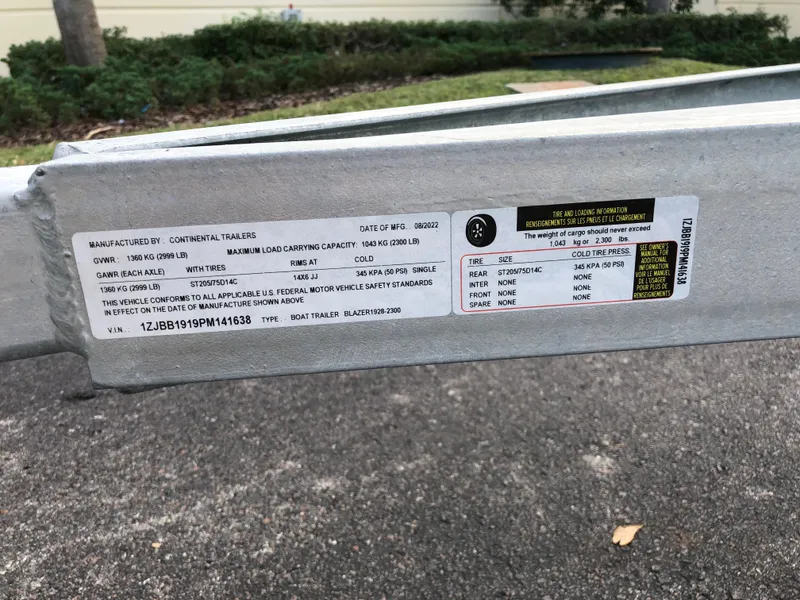 MANUFACTURED BY: CONTINENTAL TRAILERS DATE OF MFG. 08/2022
GVWR: 1360 KG (2999 LB) MAXIMUM LOAD CARRYING CAPACITY: 1043 KG (2300 LB)
GAWR (EACH AXLE) WITH TIRES RIMS AT COLD
1360 KG (2999 LB) ST205/75D14C 14X6 JJ 345 KPA (50 PSI) SINGLE
THIS VEHICLE CONFORMS TO ALL APPLICABLE U.S. FEDERAL MOTOR VEHICLE SAFETY STANDARDS
IN EFFECT ON THE DATE OF MANUFACTURE SHOWN ABOVE
V.I.N.: 1ZJBB1919PM141638 TYPE: BOAT TRAILER BLAZER1928-2300
TIRE AND LOADING INFORMATION
RENSEIGNEMENTS SUR LES PNEUS ET LE CHARGEMENT
The weight of cargo should never exceed
1,043 kg or 2,300 lbs.
TIRE SIZE COLD TIRE PRESS.
REAR ST205/75D14C 345 KPA (50 PSI)
INTER NONE NONE
FRONT NONE NONE
SPARE NONE NONE
SEE OWNER'S
MANUAL FOR
ADDITIONAL
INFORMATION
VOIR LE MANUEL
DE L'USAGER
POUR PLUS DE
RENSEIGNEMENTS
1ZJBB1919PM141638